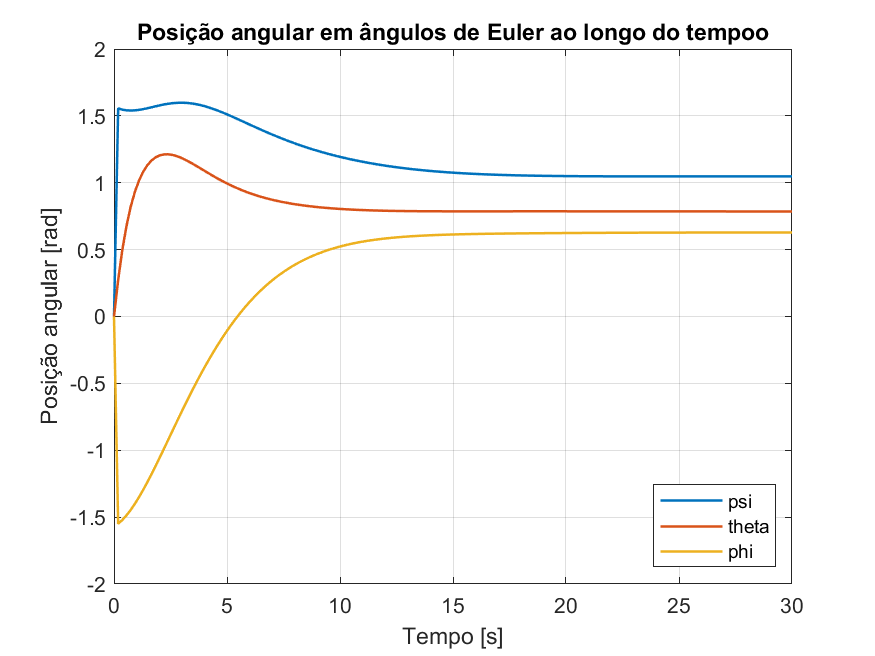 Posição angular em ângulos de Euler ao longo do tempoo
2
1.5
1
0.5
0
-0.5
-1
-1.5
-2
Posição angular [rad]
psi
theta
phi
0 5 10 15 20 25 30
Tempo [s]